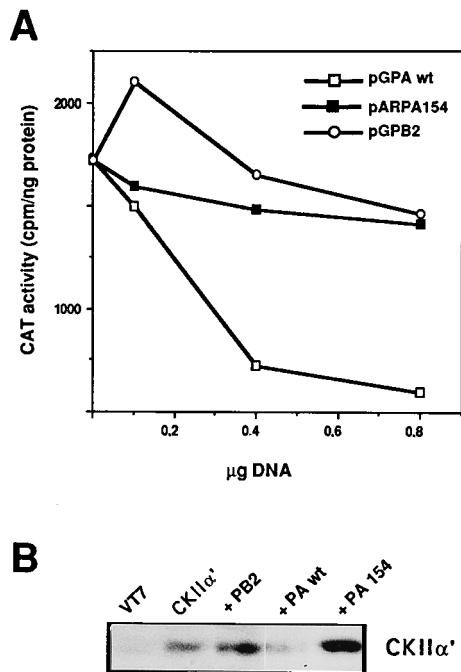 A
CAT activity (cpm/ng protein)
2000
1000
pGPA wt
pARPA154
pGPB2
0.2 0.4 0.6 0.8
µg DNA
B
VT7 CKIIα' + PB2 + PA wt + PA 154
CKIIα'